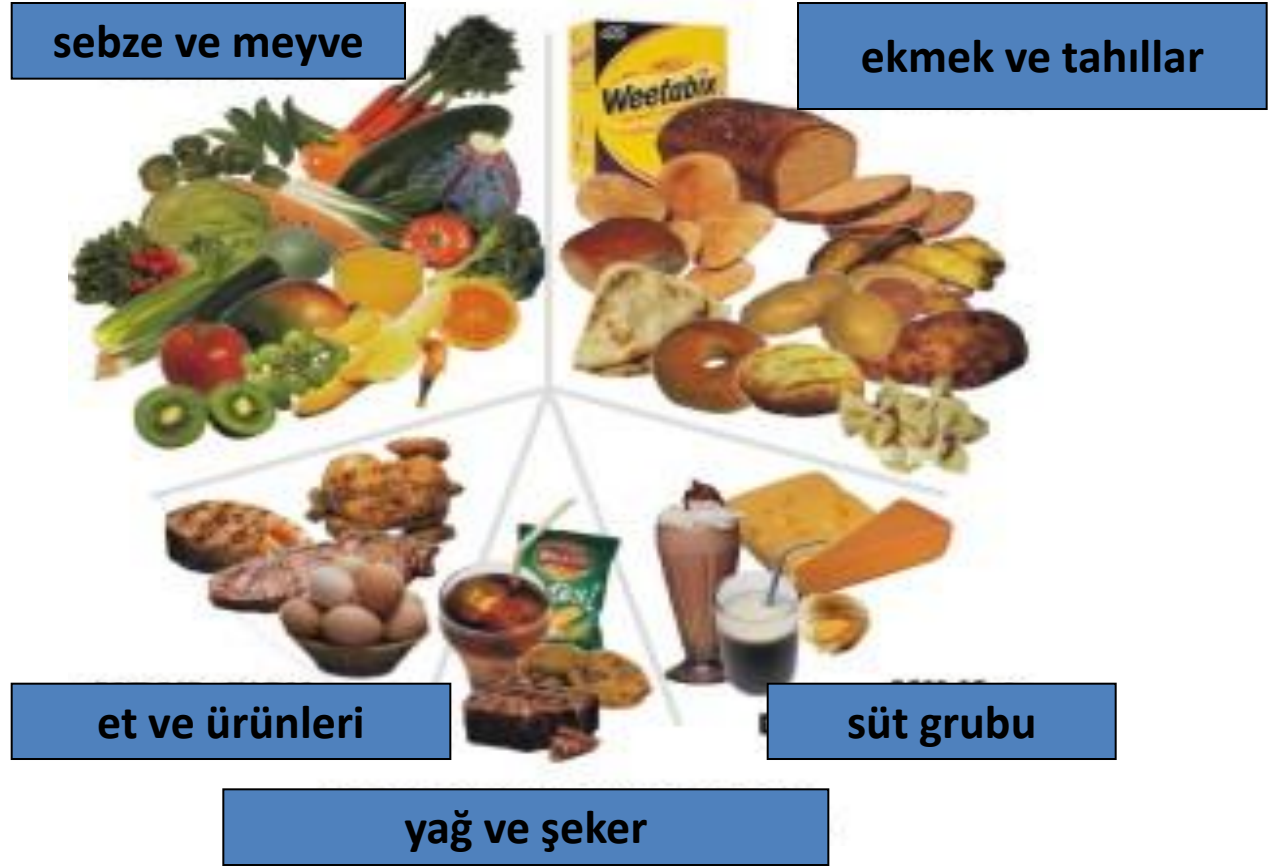 sebze ve meyve
ekmek ve tahıllar
Weetabix
et ve ürünleri
süt grubu
yağ ve şeker